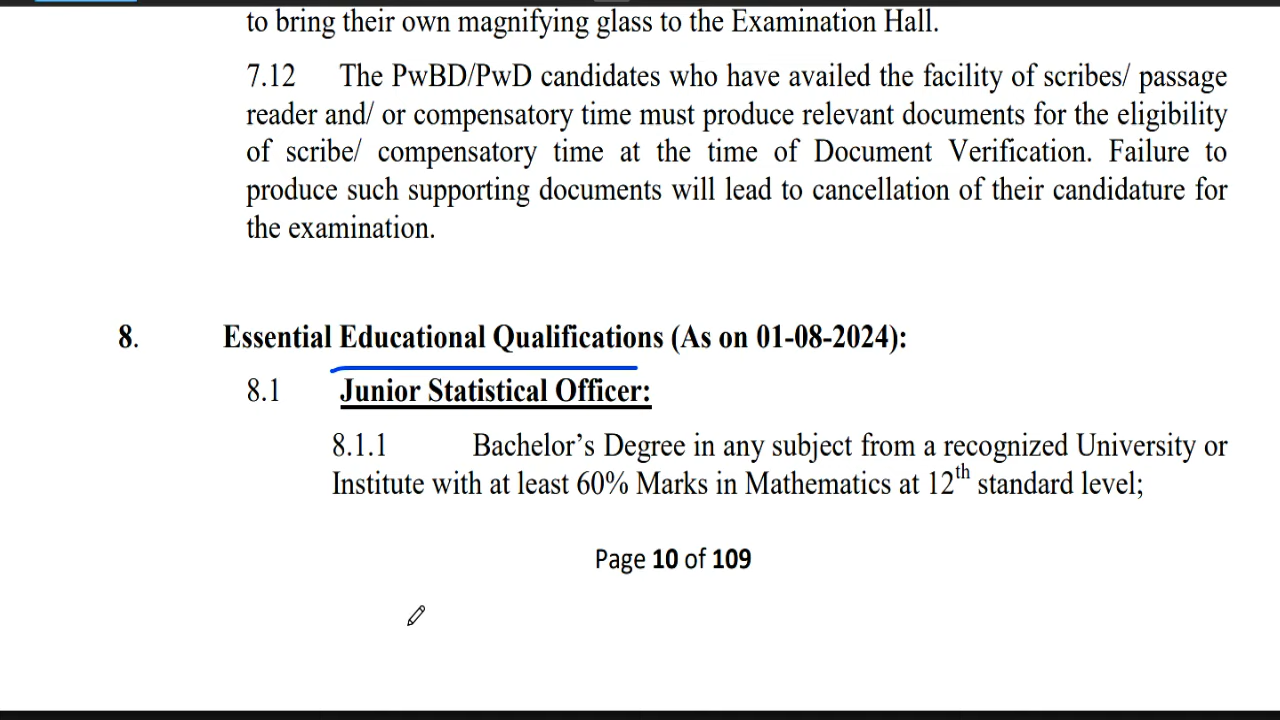 to bring their own magnifying glass to the Examination Hall.
7.12 The PwBD/PwD candidates who have availed the facility of scribes/ passage
reader and/ or compensatory time must produce relevant documents for the eligibility
of scribe/ compensatory time at the time of Document Verification. Failure to
produce such supporting documents will lead to cancellation of their candidature for
the examination.
8. Essential Educational Qualifications (As on 01-08-2024):
8.1 Junior Statistical Officer:
8.1.1 Bachelor’s Degree in any subject from a recognized University or
Institute with at least 60% Marks in Mathematics at 12th standard level;
Page 10 of 109